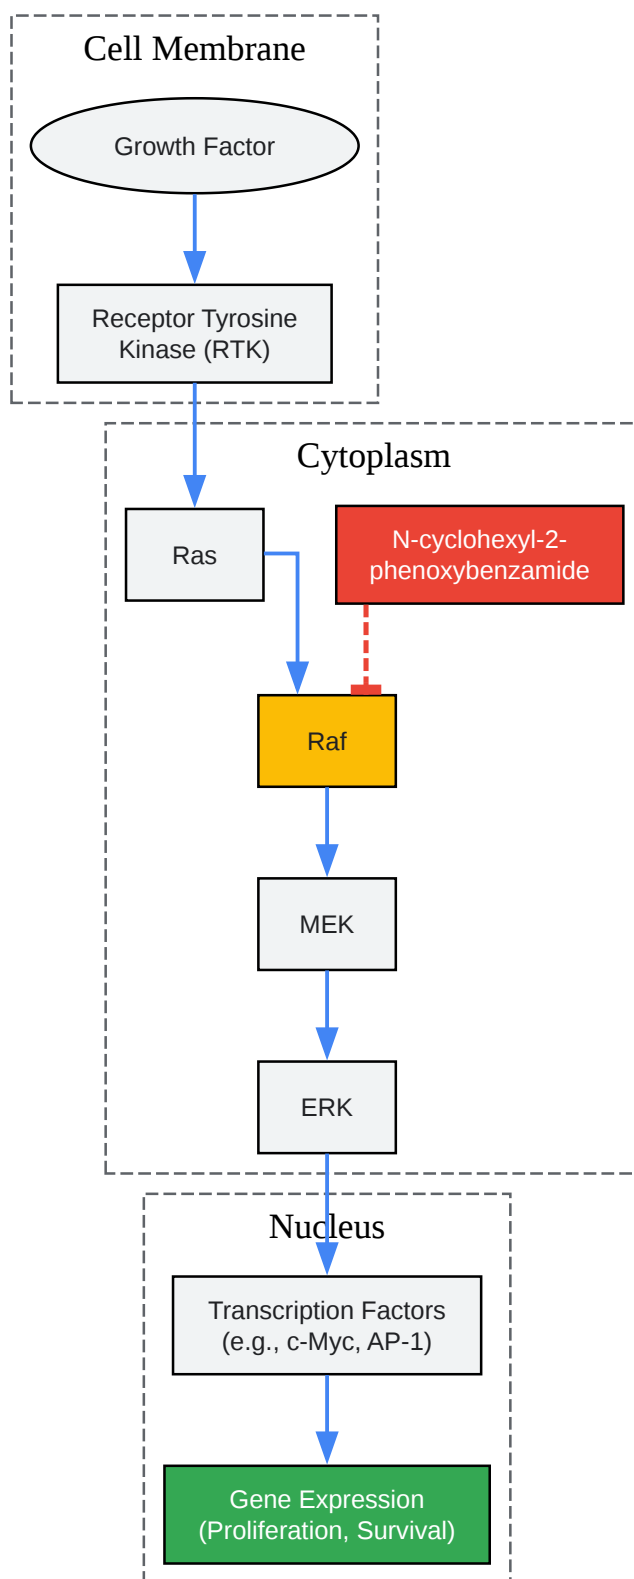 Cell Membrane
Growth Factor
Receptor Tyrosine
Kinase (RTK)
Cytoplasm
Ras
N-cyclohexyl-2-
phenoxybenzamide
Raf
MEK
ERK
Nucleus
Transcription Factors
(e.g., c-Myc, AP-1)
Gene Expression
(Proliferation, Survival)